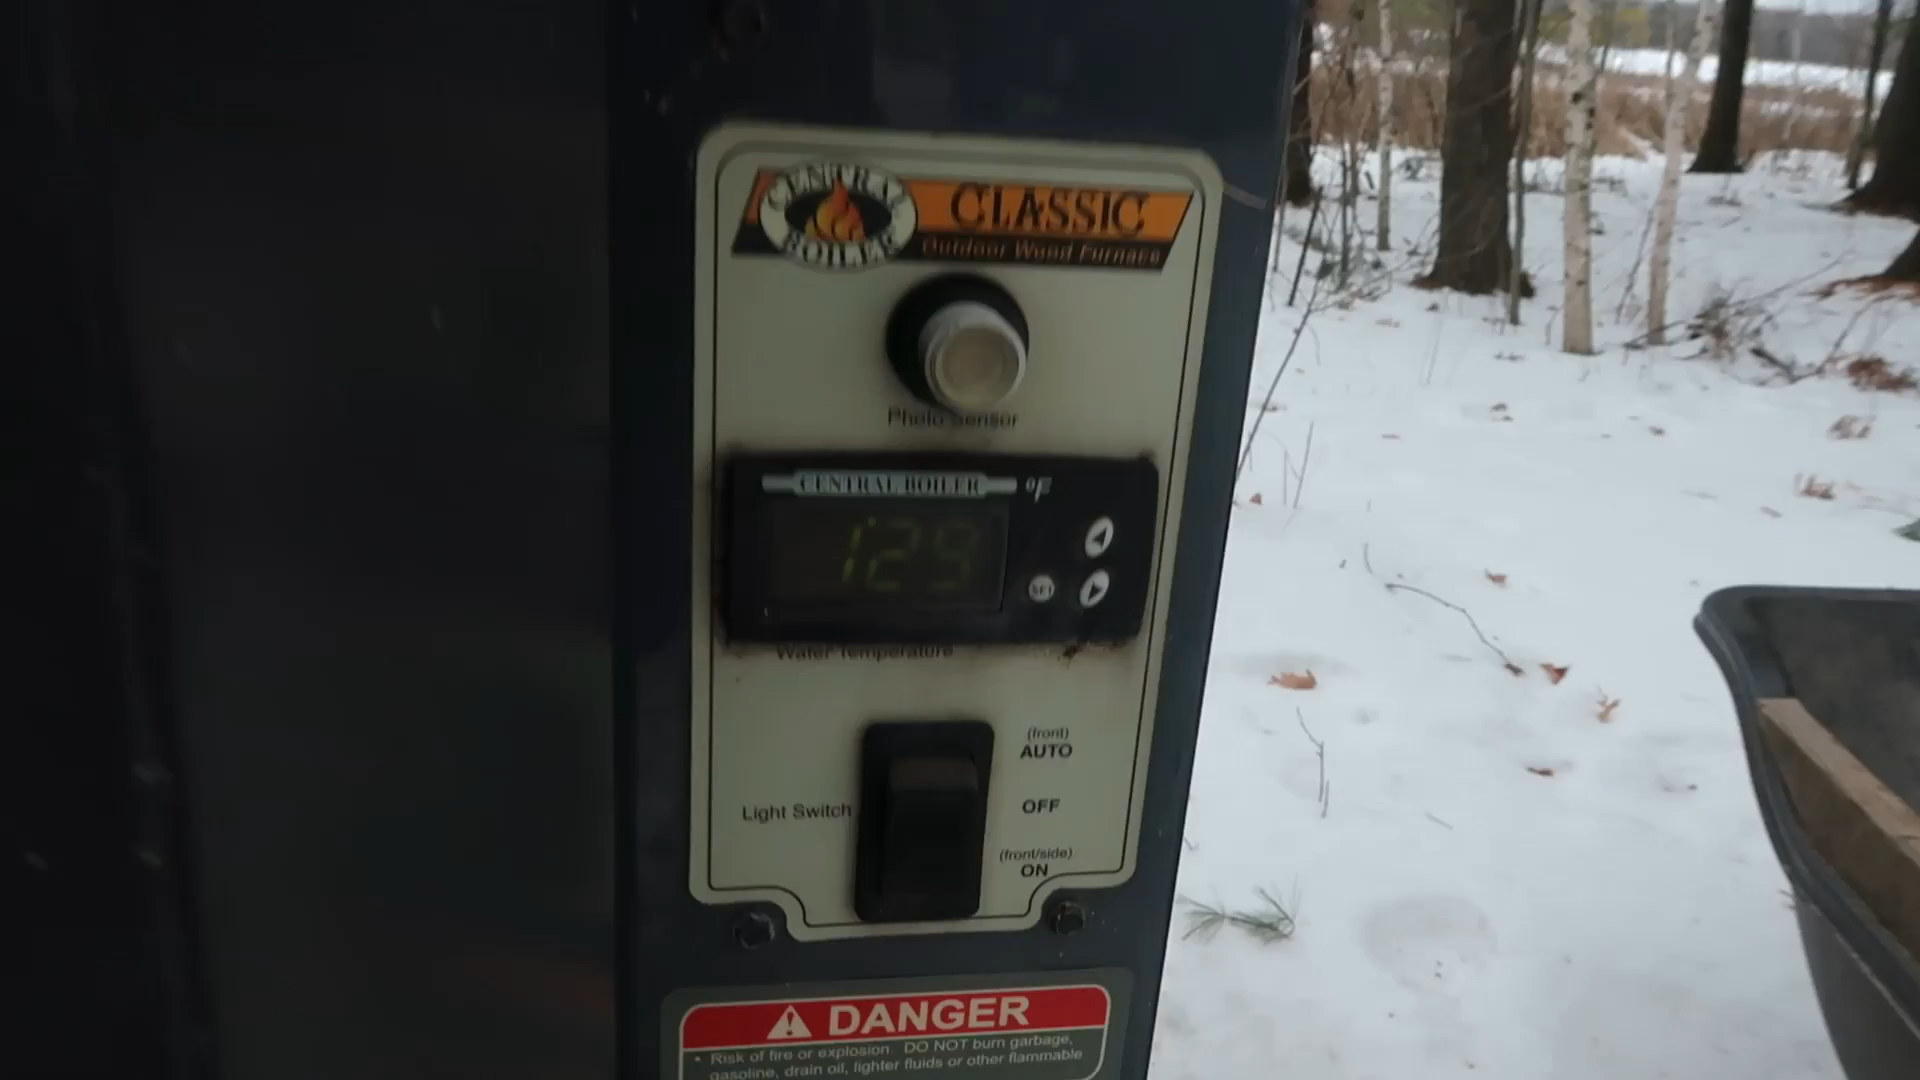 CENTRAL
BOILER
CLASSIC
Outdoor Wood Furnace
Photo Sensor
CENTRAL BOILER °F
129
SET
Water Temperature
(front)
AUTO
Light Switch
OFF
(front/side)
ON
DANGER
• Risk of fire or explosion DO NOT burn garbage,
gasoline, drain oil, lighter fluids or other flammable